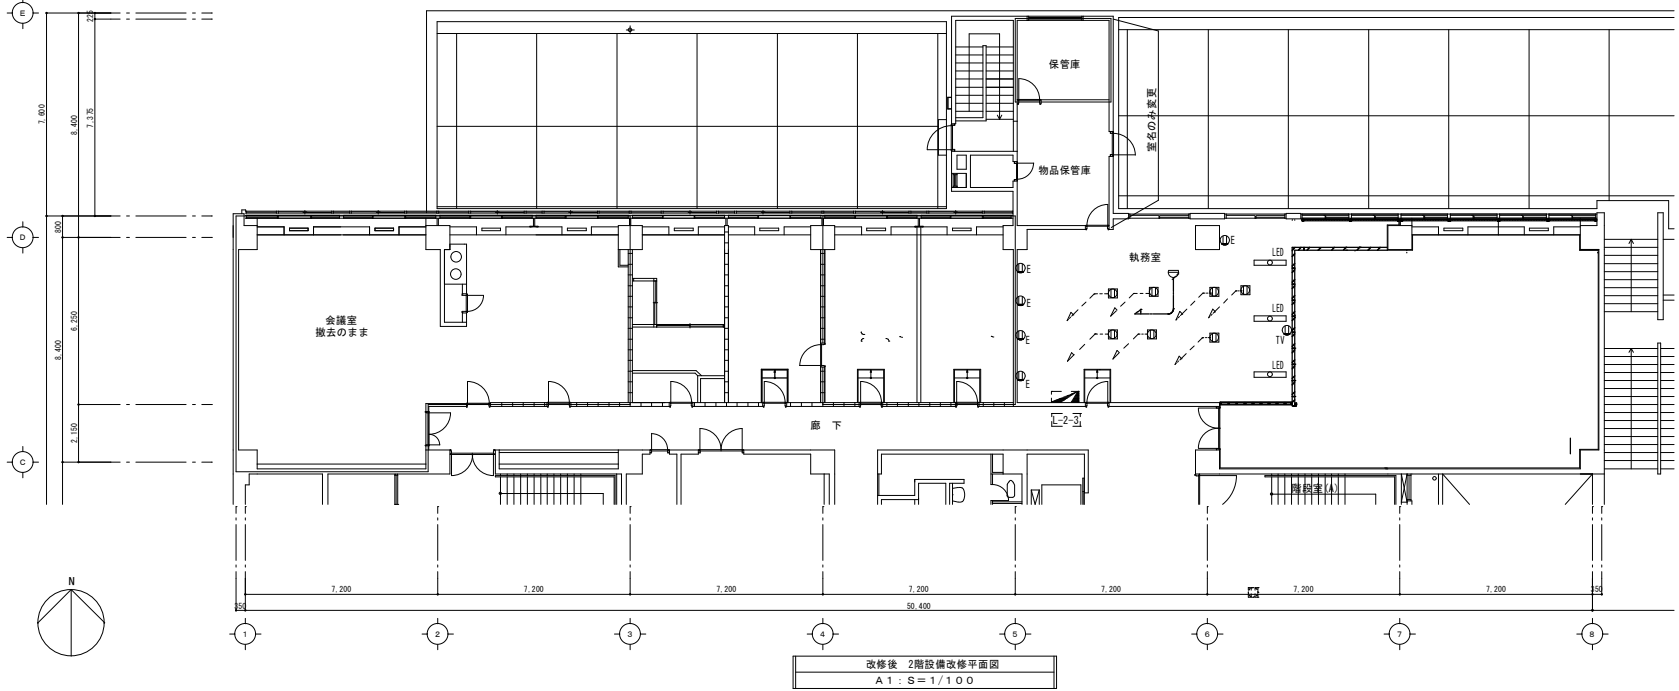 E
225
7,600
8,400
7,375
保管庫
室名のみ変更
物品保管庫
D
800
E
執務室
LED
E
E
会議室
撤去のまま
6,250
LED
8,400
E
TV
LED
E
2,150
廊 下
L-2-3
C
階段室(A)
N
7,200
7,200
7,200
7,200
7,200
7,200
7,200
350
350
50,400
1
2
3
4
5
6
7
8
改修後 2階設備改修平面図
A1:S=1/100